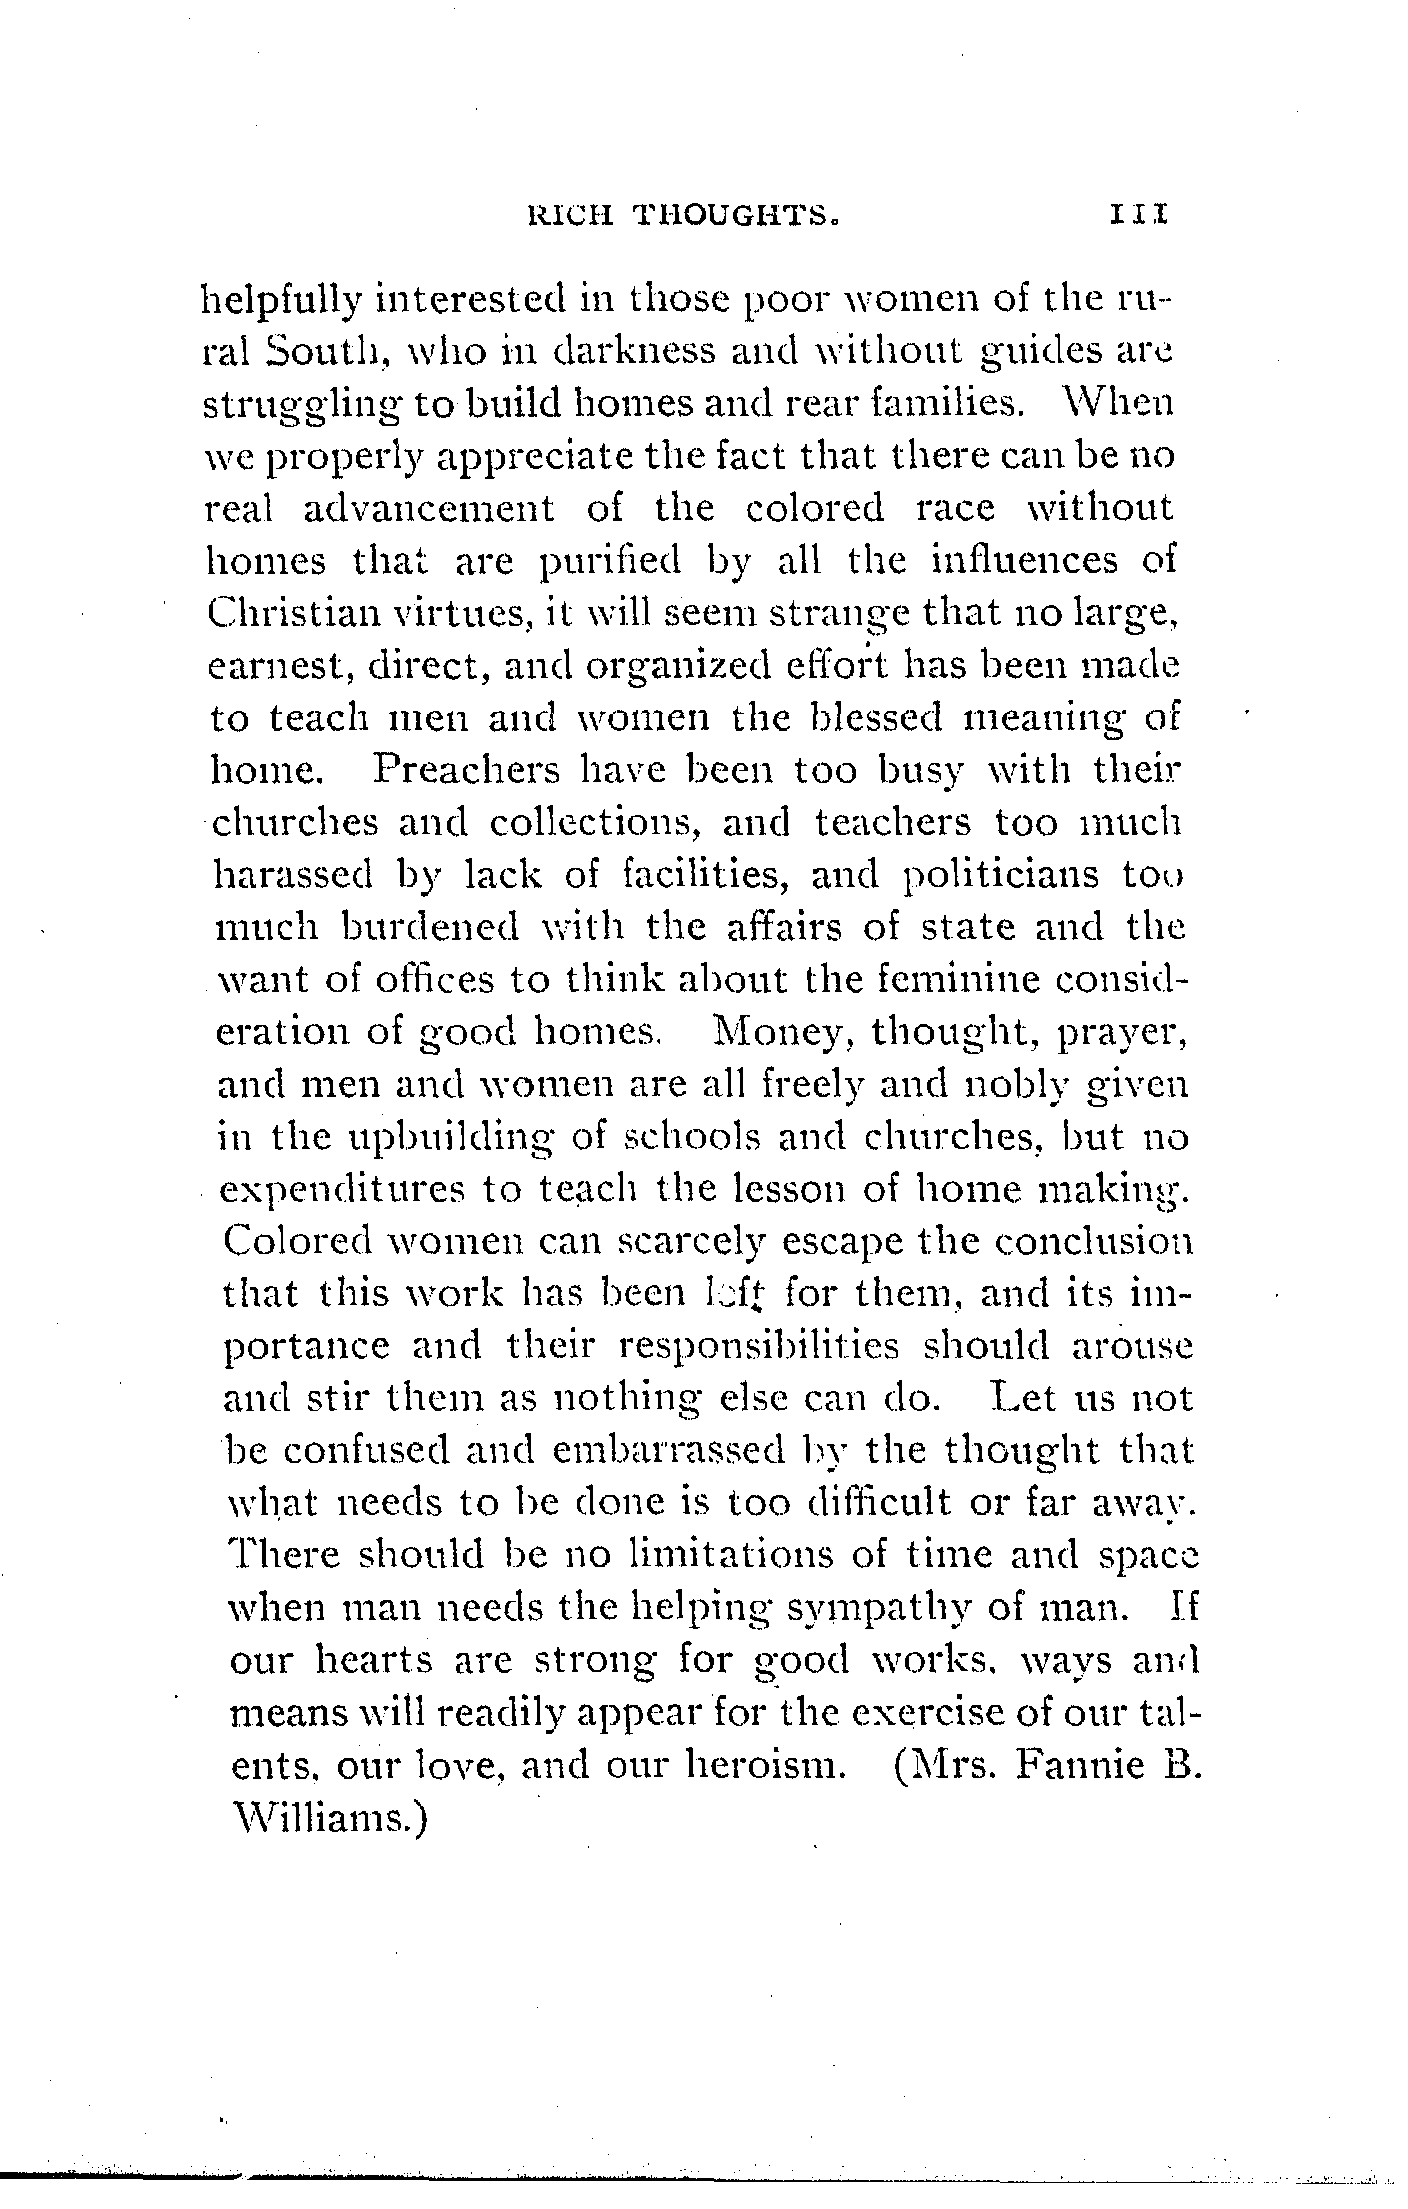 RICH THOUGHTS. 111
helpfully interested in those poor women of the ru-
ral South, who in darkness and without guides are
struggling to build homes and rear families. When
we properly appreciate the fact that there can be no
real advancement of the colored race without
homes that are purified by all the influences of
Christian virtues, it will seem strange that no large,
earnest, direct, and organized effort has been made
to teach men and women the blessed meaning of
home. Preachers have been too busy with their
churches and collections, and teachers too much
harassed by lack of facilities, and politicians too
much burdened with the affairs of state and the
want of offices to think about the feminine consid-
eration of good homes. Money, thought, prayer,
and men and women are all freely and nobly given
in the upbuilding of schools and churches, but no
expenditures to teach the lesson of home making.
Colored women can scarcely escape the conclusion
that this work has been left for them, and its im-
portance and their responsibilities should arouse
and stir them as nothing else can do. Let us not
be confused and embarrassed by the thought that
what needs to be done is too difficult or far away.
There should be no limitations of time and space
when man needs the helping sympathy of man. If
our hearts are strong for good works, ways and
means will readily appear for the exercise of our tal-
ents, our love, and our heroism. (Mrs. Fannie B.
Williams.)